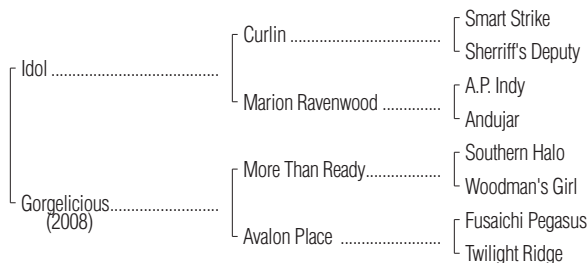 Smart Strike
Curlin ..........................................
Sherriff's Deputy
Idol ...............................................
A.P. Indy
Marion Ravenwood ................
Andujar
Southern Halo
More Than Ready.....................
Woodman's Girl
Gorgelicious..............................
(2008)
Fusaichi Pegasus
Avalon Place ............................
Twilight Ridge